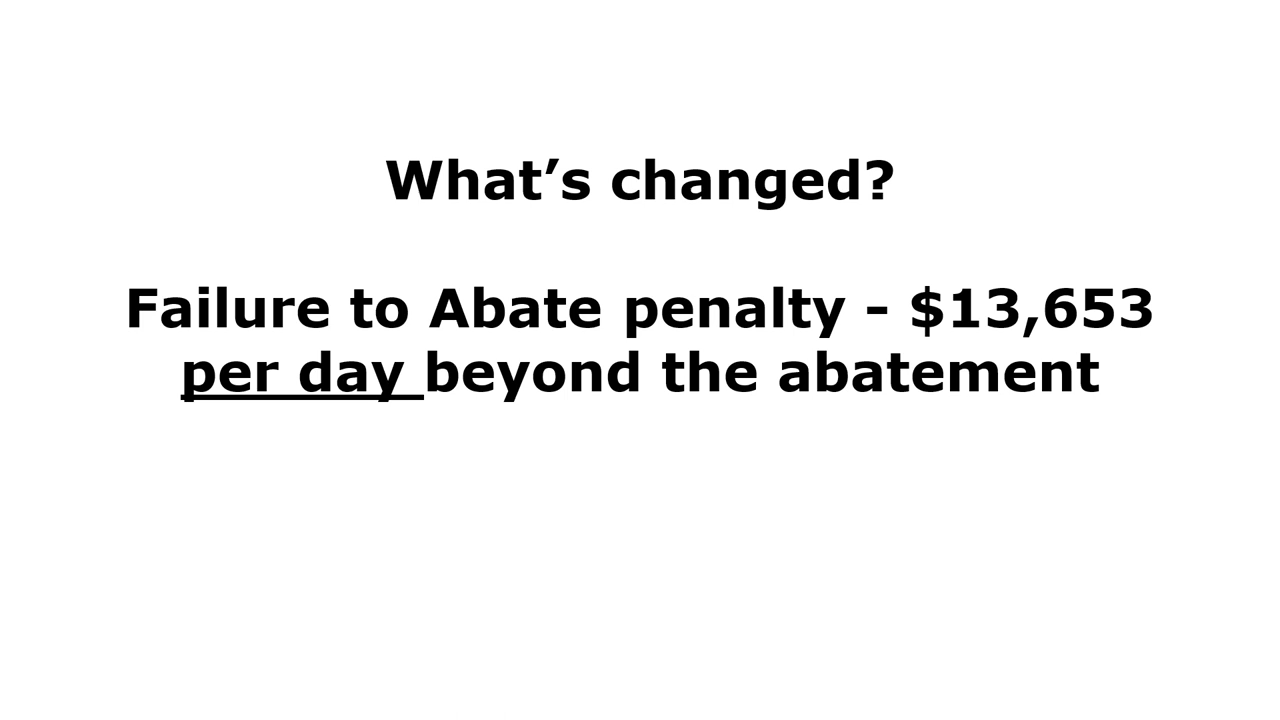 What’s changed?
Failure to Abate penalty - $13,653
per day beyond the abatement